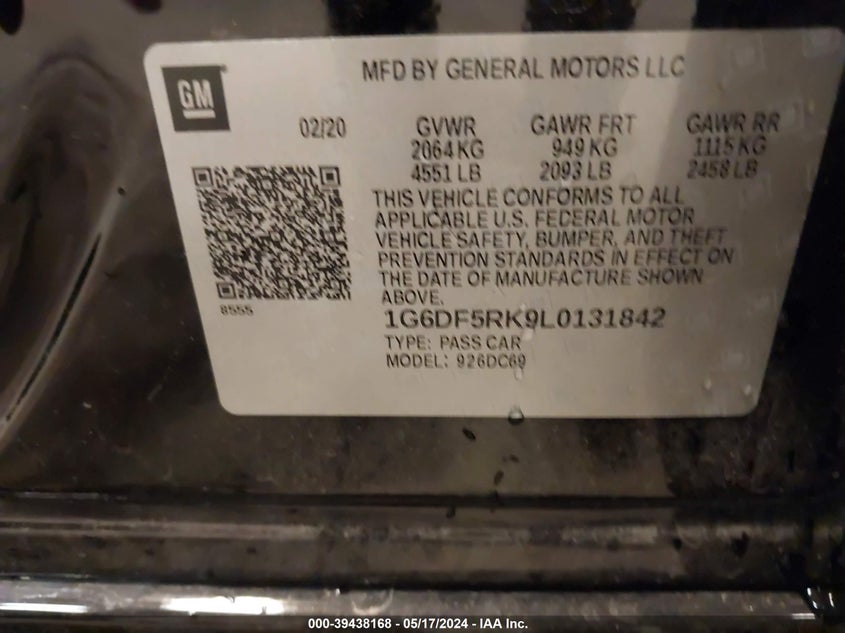 GM
MFD BY GENERAL MOTORS LLC
02/20 GVWR GAWR FRT GAWR RR
2064 KG 949 KG 1115 KG
4551 LB 2093 LB 2458 LB
THIS VEHICLE CONFORMS TO ALL
APPLICABLE U.S. FEDERAL MOTOR
VEHICLE SAFETY, BUMPER, AND THEFT
PREVENTION STANDARDS IN EFFECT ON
THE DATE OF MANUFACTURE SHOWN
ABOVE.
8555
1G6DF5RK9L0131842
TYPE: PASS CAR
MODEL: 926DC69
000-39438168 - 05/17/2024 - IAA Inc.